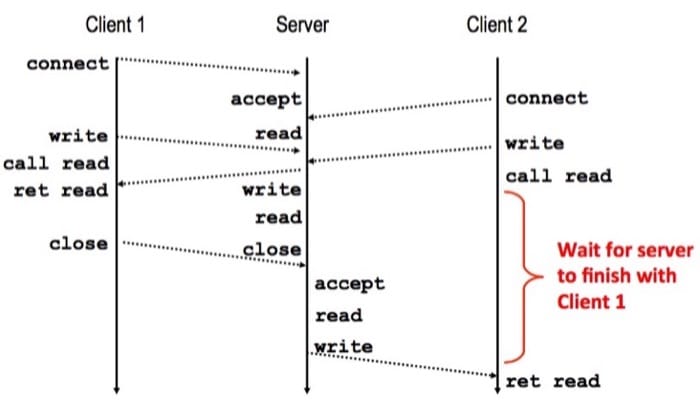 Client 1
Server
Client 2
connect
accept
connect
write
read
write
call read
call read
ret read
write
read
close
close
Wait for server
to finish with
Client 1
accept
read
write
ret read